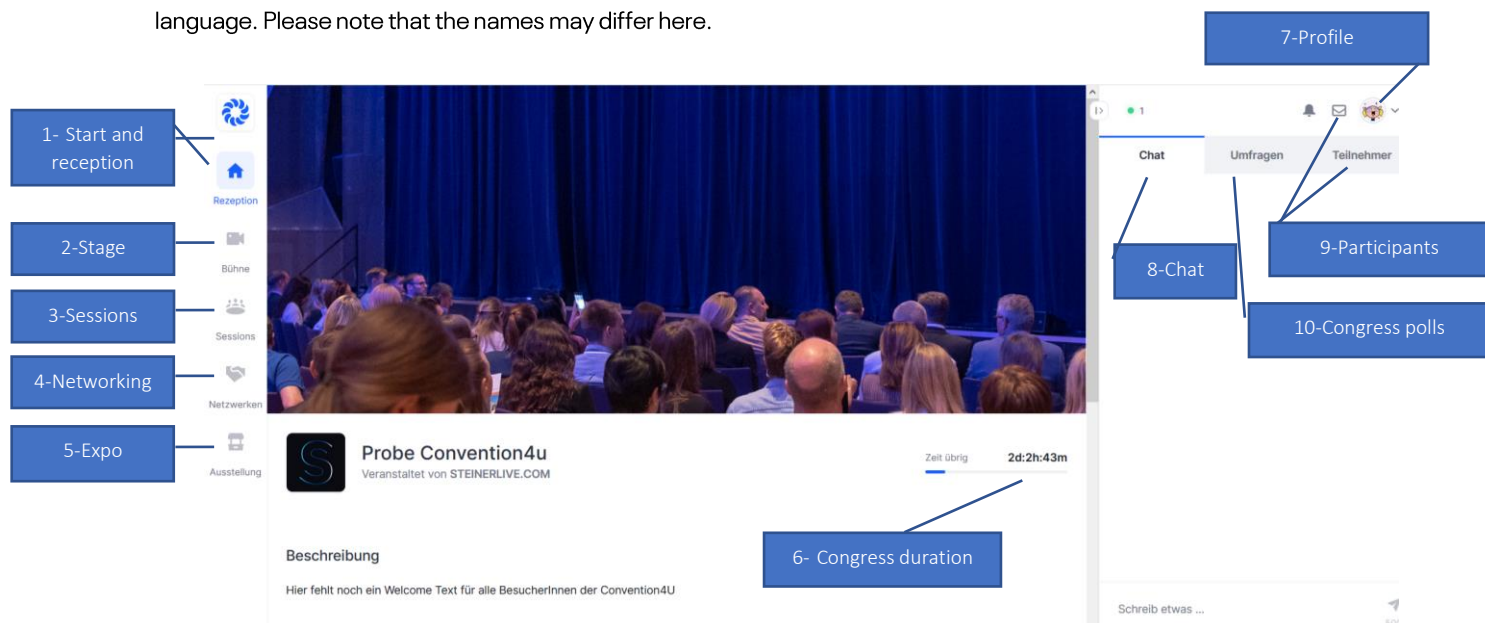 language. Please note that the names may differ here.
7-Profile
1- Start and
reception
1
Chat
Umfragen
Teilnehmer
Rezeption
2-Stage
Bühne
9-Participants
8-Chat
3-Sessions
Sessions
10-Congress polls
4-Networking
Netzwerken
5-Expo
Ausstellung
Probe Convention4u
Veranstaltet von STEINERLIVE.COM
Zeit übrig
2d:2h:43m
6- Congress duration
Beschreibung
Hier fehlt noch ein Welcome Text für alle BesucherInnen der Convention4U
Schreib etwas ...